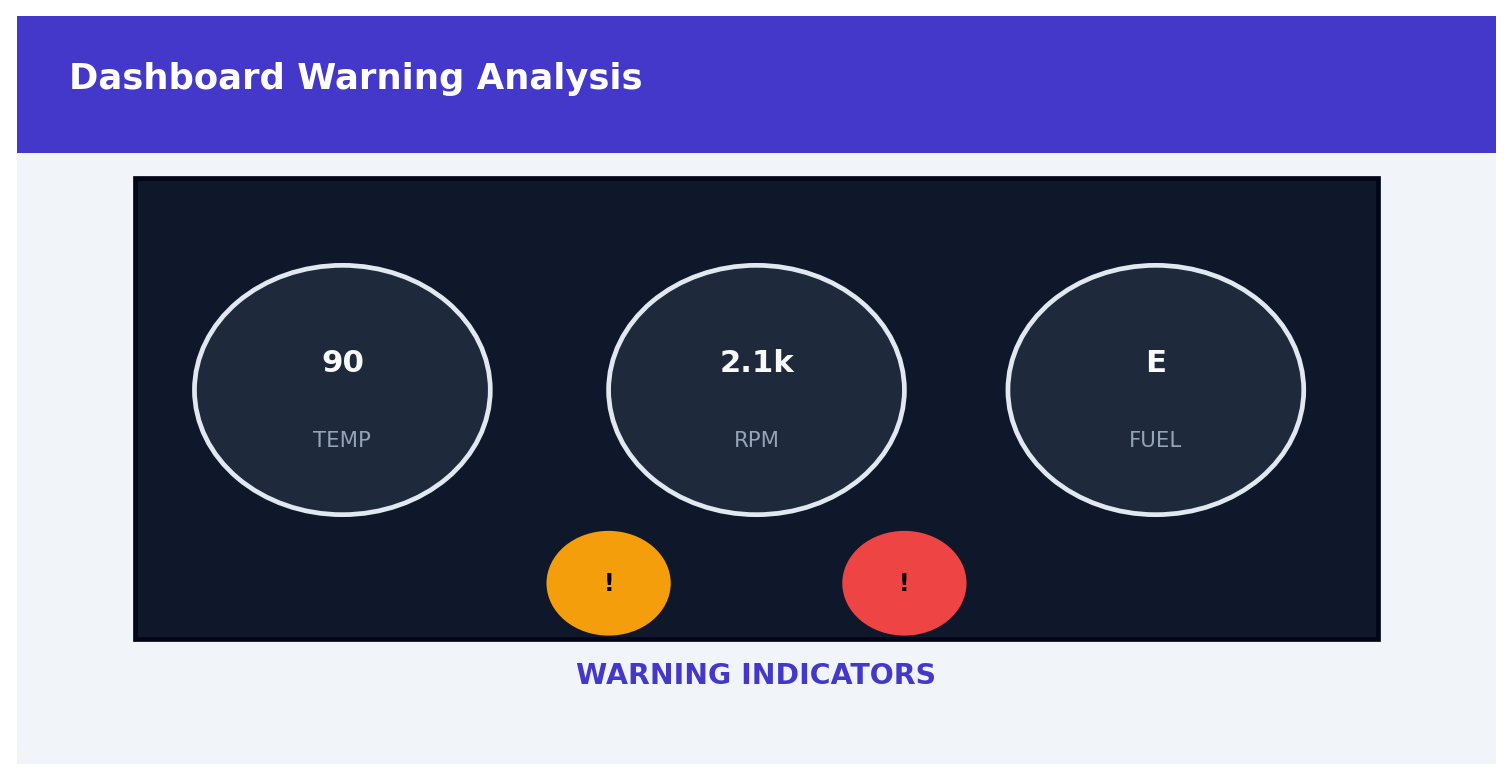 Dashboard Warning Analysis
90 2.1k E
TEMP RPM FUEL
! !
WARNING INDICATORS